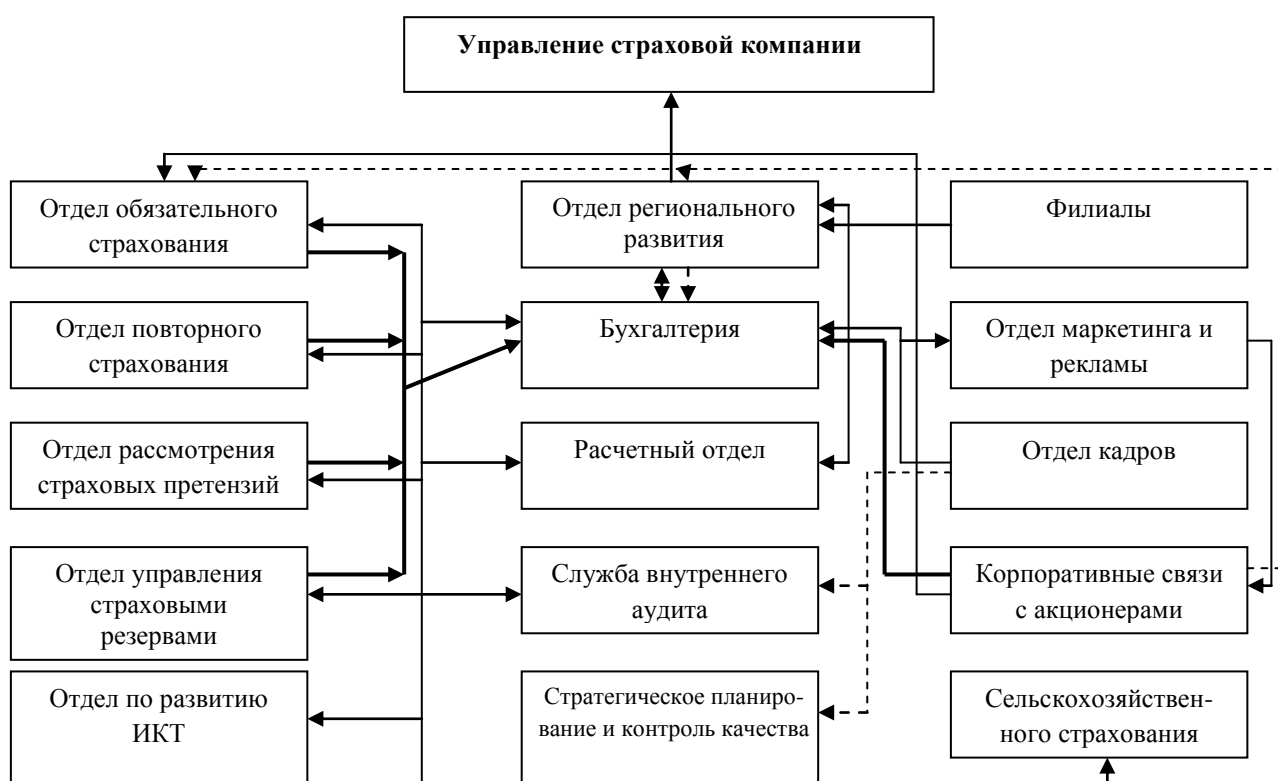 Управление страховой компании
Отдел обязательного
страхования
Отдел регионального
развития
Филиалы
Отдел повторного
страхования
Бухгалтерия
Отдел маркетинга и
рекламы
Отдел рассмотрения
страховых претензий
Расчетный отдел
Отдел кадров
Отдел управления
страховыми
резервами
Служба внутреннего
аудита
Корпоративные связи
с акционерами
Отдел по развитию
ИКТ
Стратегическое планиро-
вание и контроль качества
Сельскохозяйствен-
ного страхования